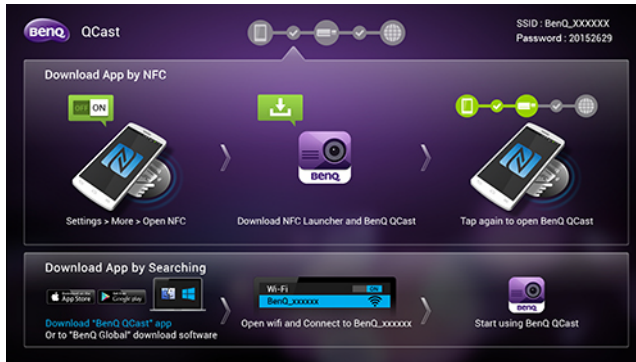 BenQ QCast
SSID : BenQ_XXXXXX
Password : 20152629
Download App by NFC
OFF ON
BenQ
Settings > More > Open NFC
Download NFC Launcher and BenQ QCast
Tap again to open BenQ QCast
Download App by Searching
App Store Google play
Wi-Fi ON
BenQ_xxxxxx
BenQ
Download "BenQ QCast" app
Or to "BenQ Global" download software
Open wifi and Connect to BenQ_xxxxxx
Start using BenQ QCast